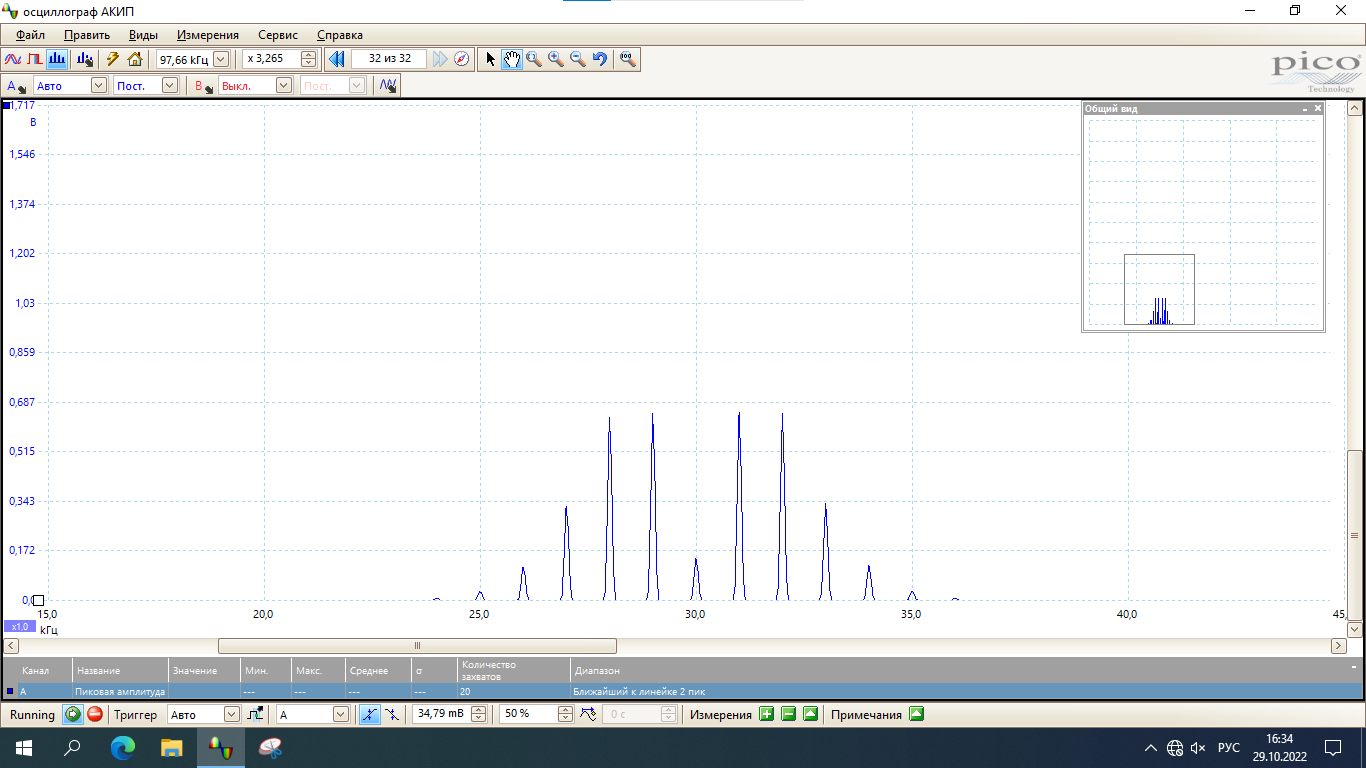 осциллограф АКИП
Файл Править Виды Измерения Сервис Справка
97,66 кГц x 3,265 32 из 32
pico
Technology
A Авто Пост. B Выкл. Пост.
1,717
В
1,546
1,374
1,202
1,03
0,859
0,687
0,515
0,343
0,172
0,0
Общий вид
15,0 20,0 25,0 30,0 35,0 40,0 45,
x1.0 кГц
Канал Название Значение Мин. Макс. Среднее σ Количество захватов Диапазон
A Пиковая амплитуда --- --- --- --- 20 Ближайший к линейке 2 пик
Running Триггер Авто A 34,79 mB 50 % 0 c Измерения Примечания
РУС 16:34
29.10.2022